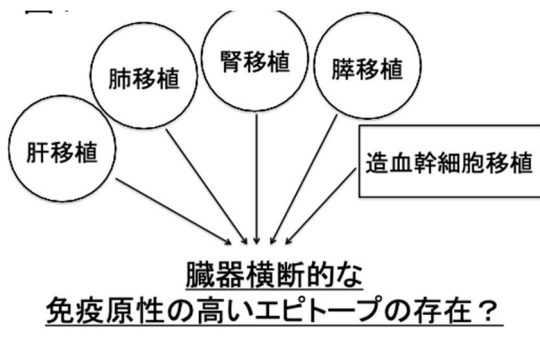 肝移植
肺移植
腎移植
膵移植
造血幹細胞移植
臓器横断的な
免疫原性の高いエピトープの存在？